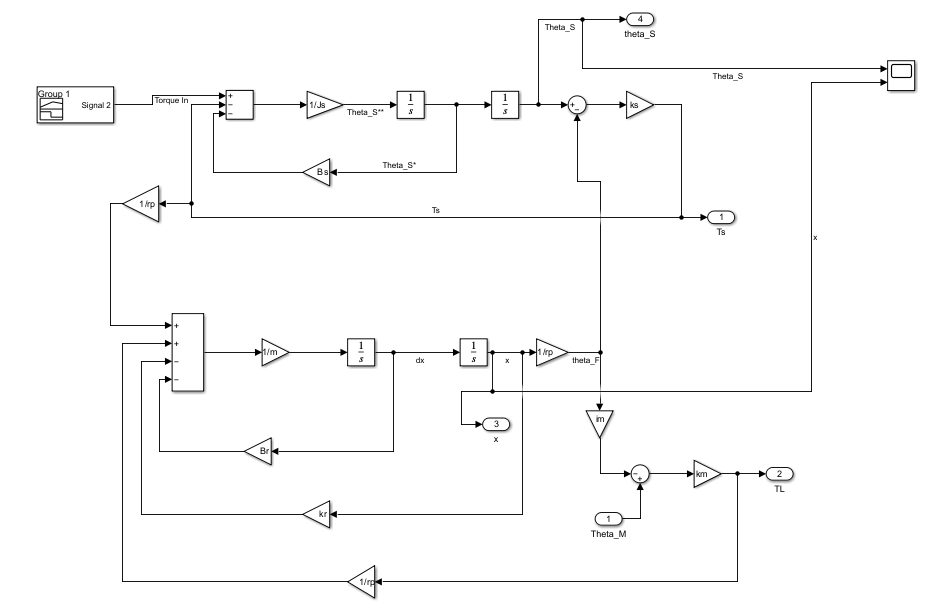 4
Theta_S
theta_S
Theta_S
Group 1
Signal 2
Torque In
+
−
−
1/Js
Theta_S**
1
s
1
s
+
−
ks
Theta_S*
Bs
1/rp
Ts
1
Ts
x
+
+
−
−
1/m
1
s
dx
1
s
x
1/rp
theta_F
im
3
x
Br
−
+
km
2
TL
kr
1
Theta_M
1/rp